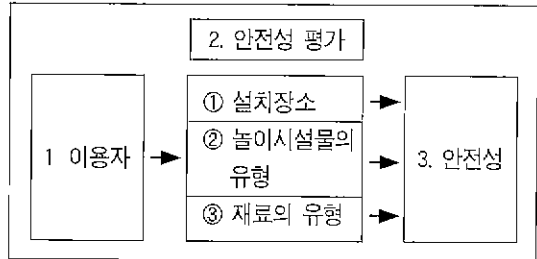 2. 안전성 평가
1 이용자
① 설치장소
② 놀이시설물의
유형
③ 재료의 유형
3. 안전성